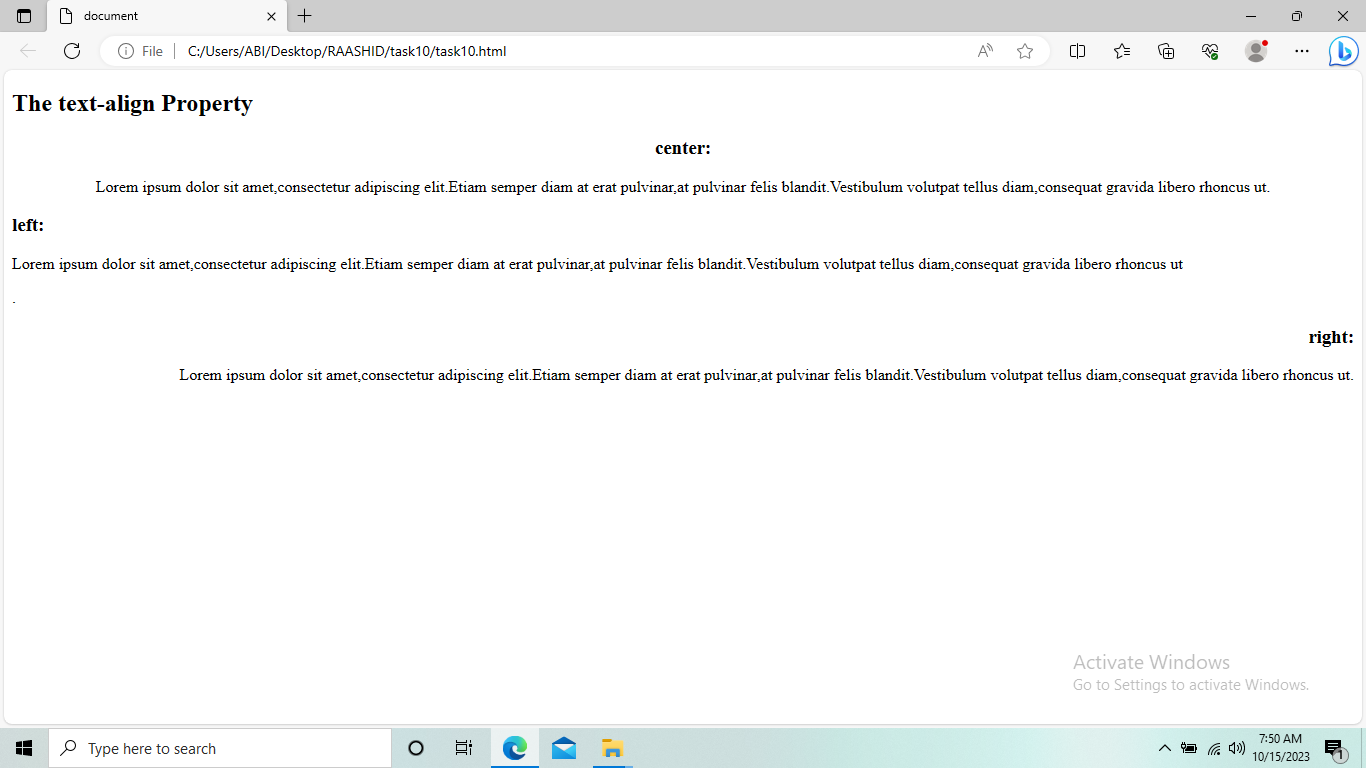 document
File
C:/Users/ABI/Desktop/RAASHID/task10/task10.html
The text-align Property
center:
Lorem ipsum dolor sit amet,consectetur adipiscing elit.Etiam semper diam at erat pulvinar,at pulvinar felis blandit.Vestibulum volutpat tellus diam,consequat gravida libero rhoncus ut.
left:
Lorem ipsum dolor sit amet,consectetur adipiscing elit.Etiam semper diam at erat pulvinar,at pulvinar felis blandit.Vestibulum volutpat tellus diam,consequat gravida libero rhoncus ut
.
right:
Lorem ipsum dolor sit amet,consectetur adipiscing elit.Etiam semper diam at erat pulvinar,at pulvinar felis blandit.Vestibulum volutpat tellus diam,consequat gravida libero rhoncus ut.
Activate Windows
Go to Settings to activate Windows.
Type here to search
7:50 AM
10/15/2023
1